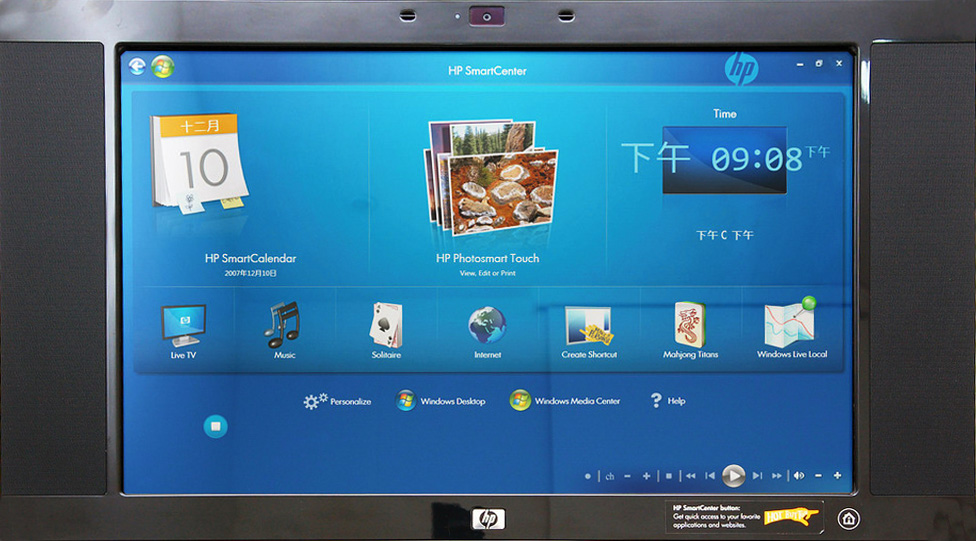 HP SmartCenter
hp
十二月
10
HP SmartCalendar
2007年12月10日
HP Photosmart Touch
View, Edit or Print
Time
下午 09:08 下午
下午 C 下午
Live TV
Music
Solitaire
Internet
Create Shortcut
Mahjong Titans
Windows Live Local
Personalize
Windows Desktop
Windows Media Center
? Help
ch
hp
HP SmartCenter button:
Get quick access to your favorite
applications and websites.